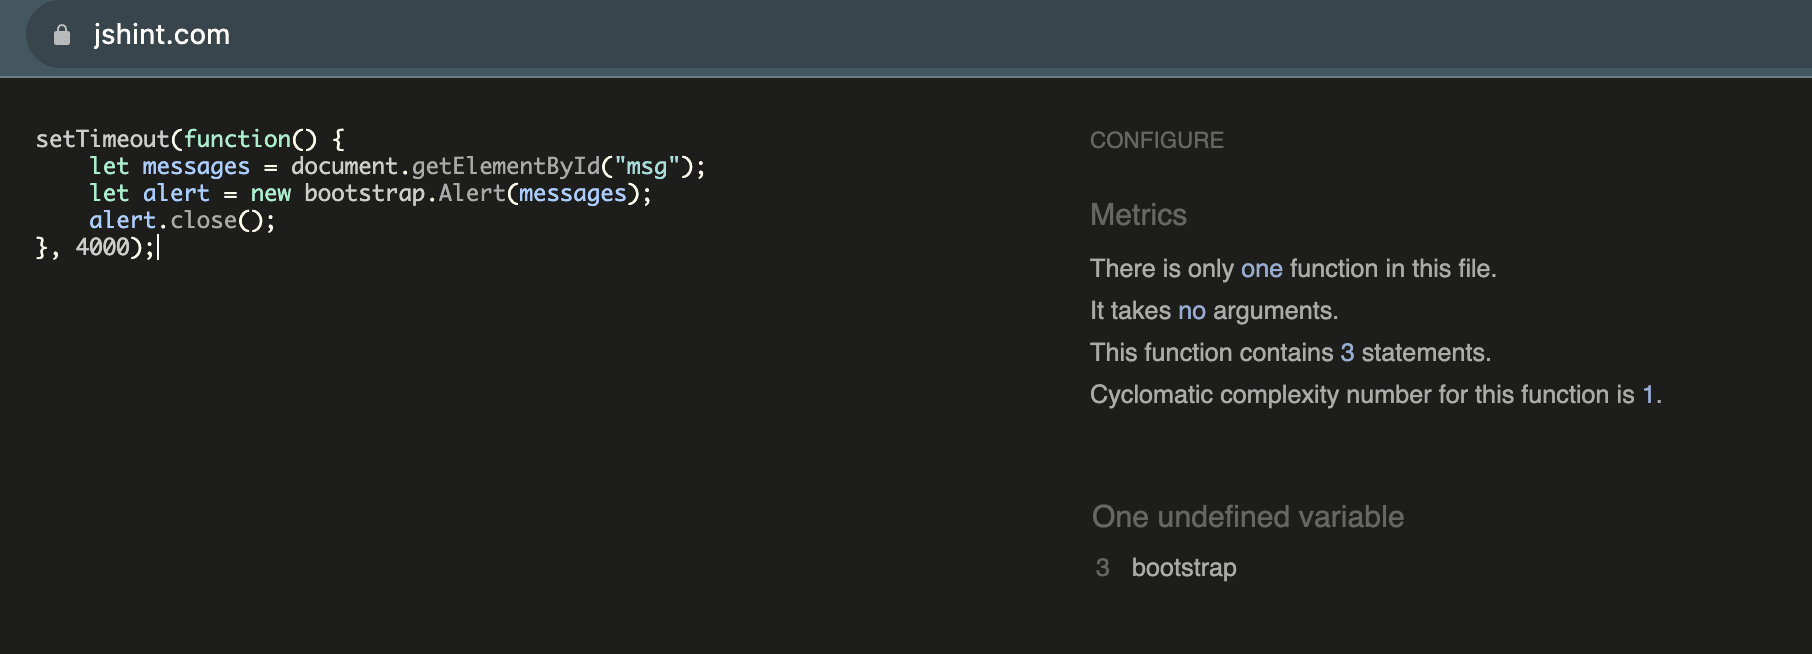 jshint.com
setTimeout(function() {
    let messages = document.getElementById("msg");
    let alert = new bootstrap.Alert(messages);
    alert.close();
}, 4000);
CONFIGURE
Metrics
There is only one function in this file.
It takes no arguments.
This function contains 3 statements.
Cyclomatic complexity number for this function is 1.
One undefined variable
3 bootstrap